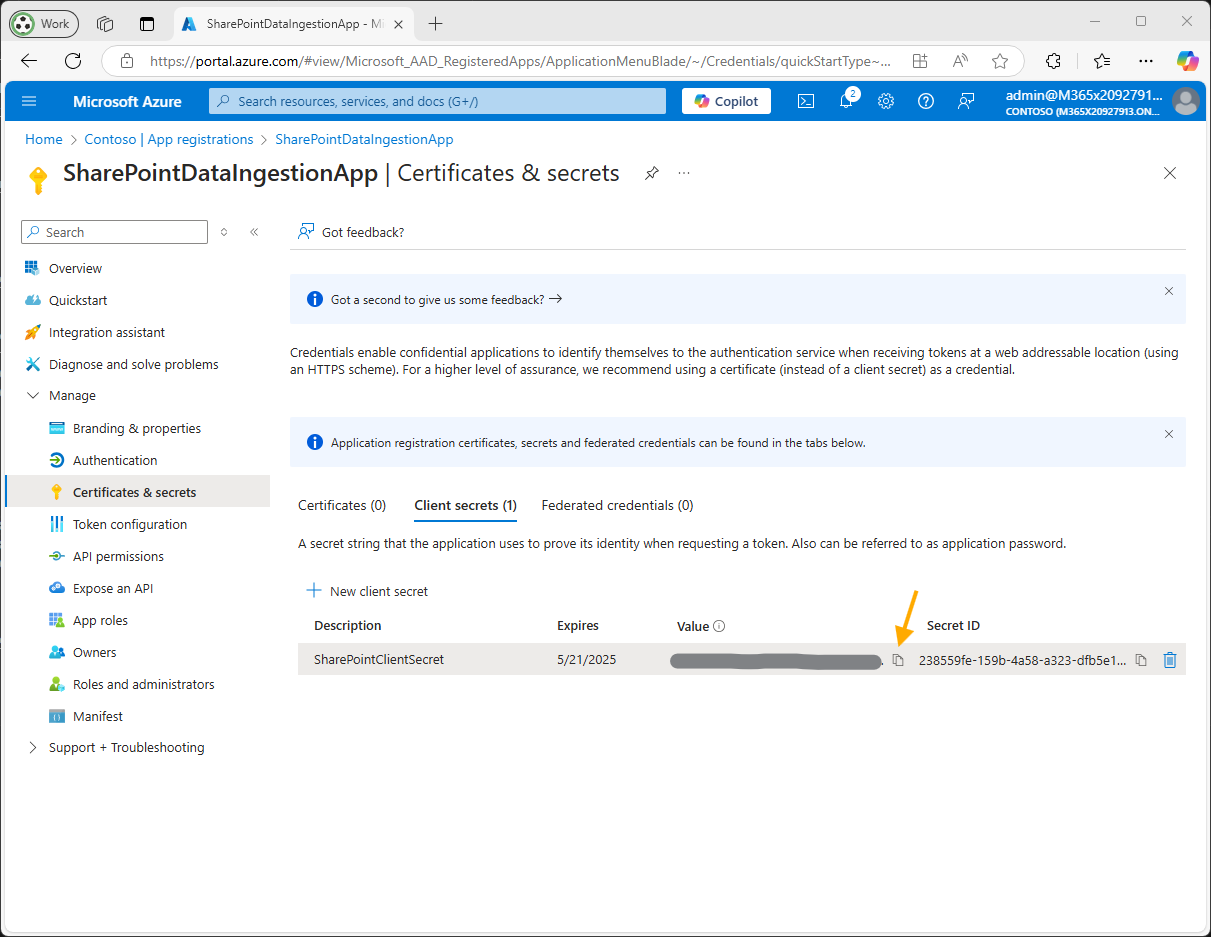 Work
SharePointDataIngestionApp - Mi
https://portal.azure.com/#view/Microsoft_AAD_RegisteredApps/ApplicationMenuBlade/~/Credentials/quickStartType~...
Microsoft Azure
Search resources, services, and docs (G+/)
Copilot
2
admin@M365x2092791...
CONTOSO (M365X20927913.ON...
Home > Contoso | App registrations > SharePointDataIngestionApp
SharePointDataIngestionApp | Certificates & secrets
Search
Got feedback?
Overview
Quickstart
Integration assistant
Diagnose and solve problems
Manage
Branding & properties
Authentication
Certificates & secrets
Token configuration
API permissions
Expose an API
App roles
Owners
Roles and administrators
Manifest
Support + Troubleshooting
Got a second to give us some feedback?
Credentials enable confidential applications to identify themselves to the authentication service when receiving tokens at a web addressable location (using
an HTTPS scheme). For a higher level of assurance, we recommend using a certificate (instead of a client secret) as a credential.
Application registration certificates, secrets and federated credentials can be found in the tabs below.
Certificates (0) Client secrets (1) Federated credentials (0)
A secret string that the application uses to prove its identity when requesting a token. Also can be referred to as application password.
New client secret
Description Expires Value Secret ID
SharePointClientSecret 5/21/2025 238559fe-159b-4a58-a323-dfb5e1...